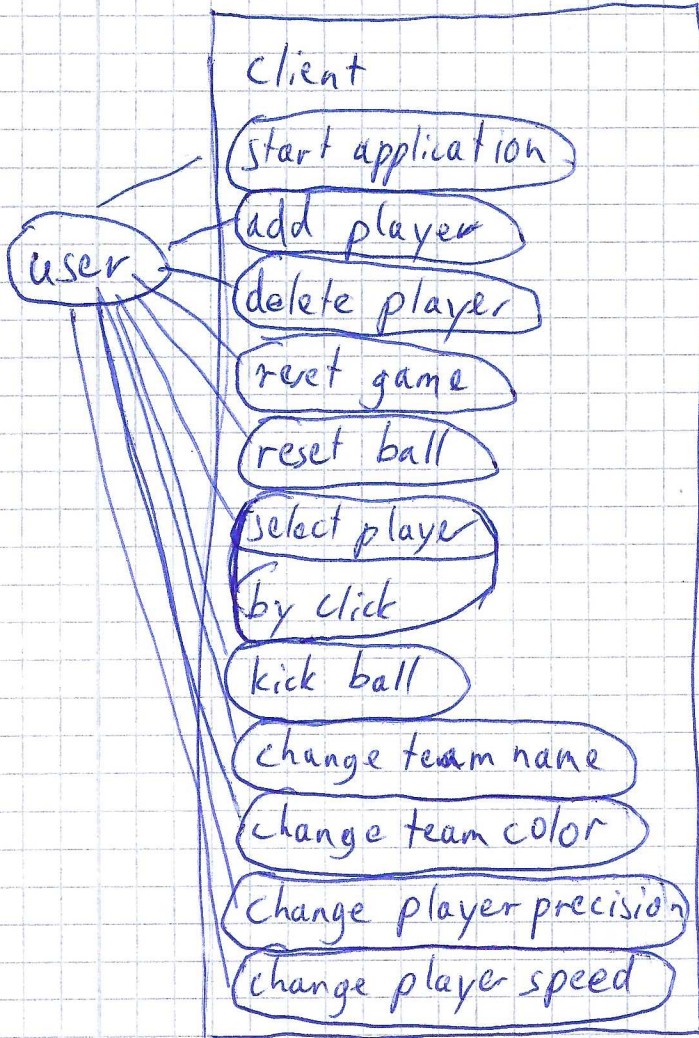 client
start application
add player
user
delete player
reset game
reset ball
select player
by click
kick ball
change team name
change team color
change player precision
change player speed